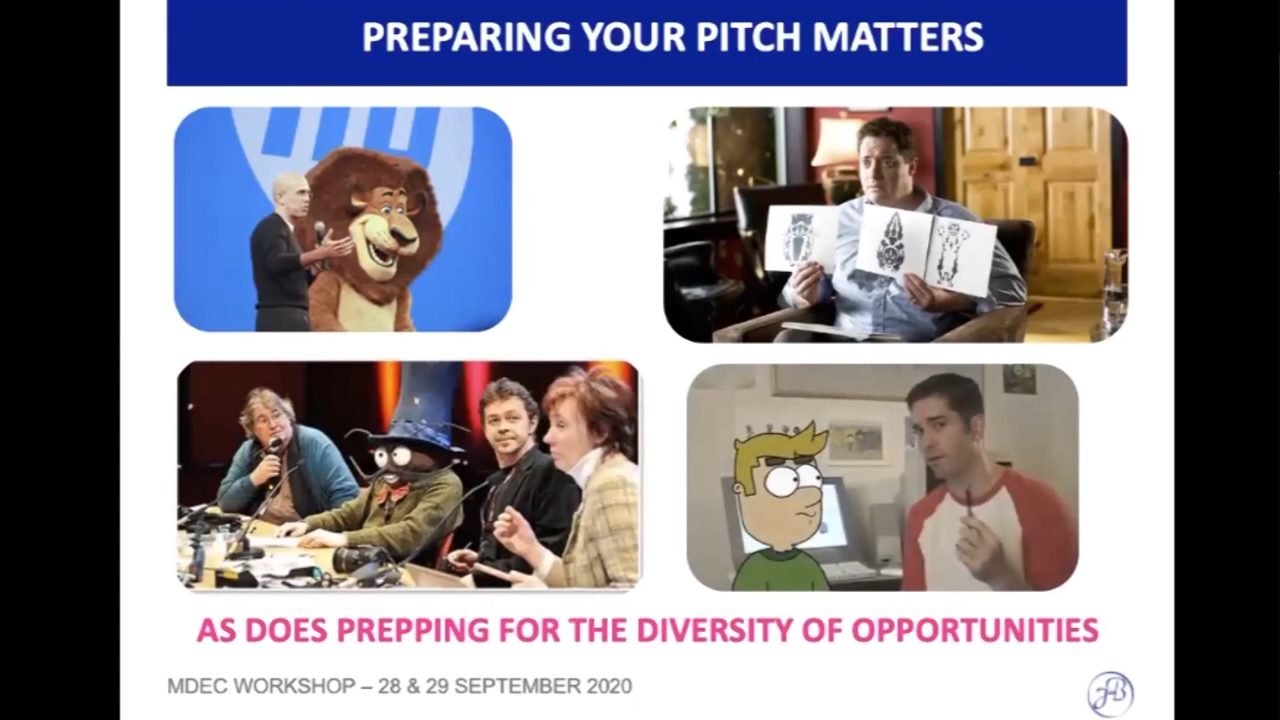 PREPARING YOUR PITCH MATTERS
AS DOES PREPPING FOR THE DIVERSITY OF OPPORTUNITIES
MDEC WORKSHOP – 28 & 29 SEPTEMBER 2020